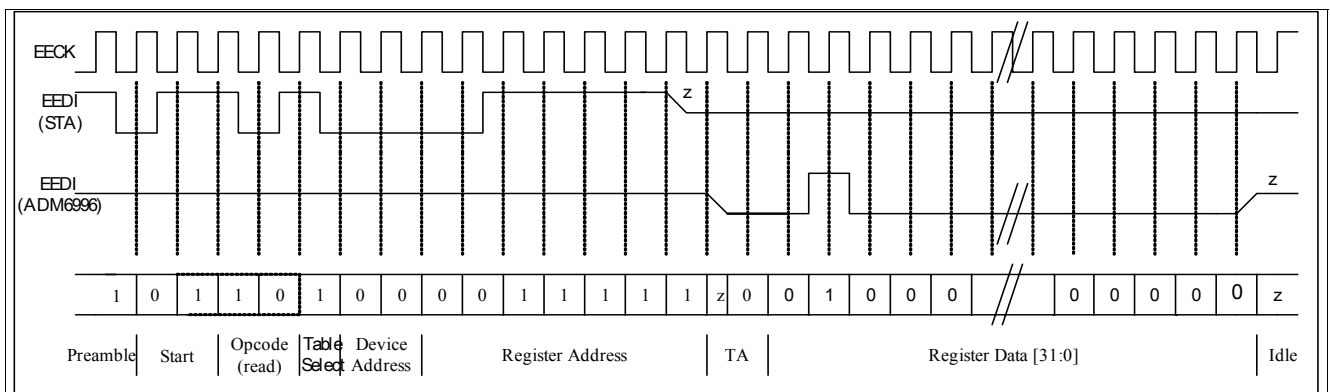 EECK
EEDI
(STA)
z
EEDI
(ADM6996)
z
1 0 1 1 0 1 0 0 0 0 1 1 1 1 1 z 0 0 1 0 0 0 0 0 0 0 0 z
Preamble Start Opcode (read) Table Select Device Address Register Address TA Register Data [31:0] Idle